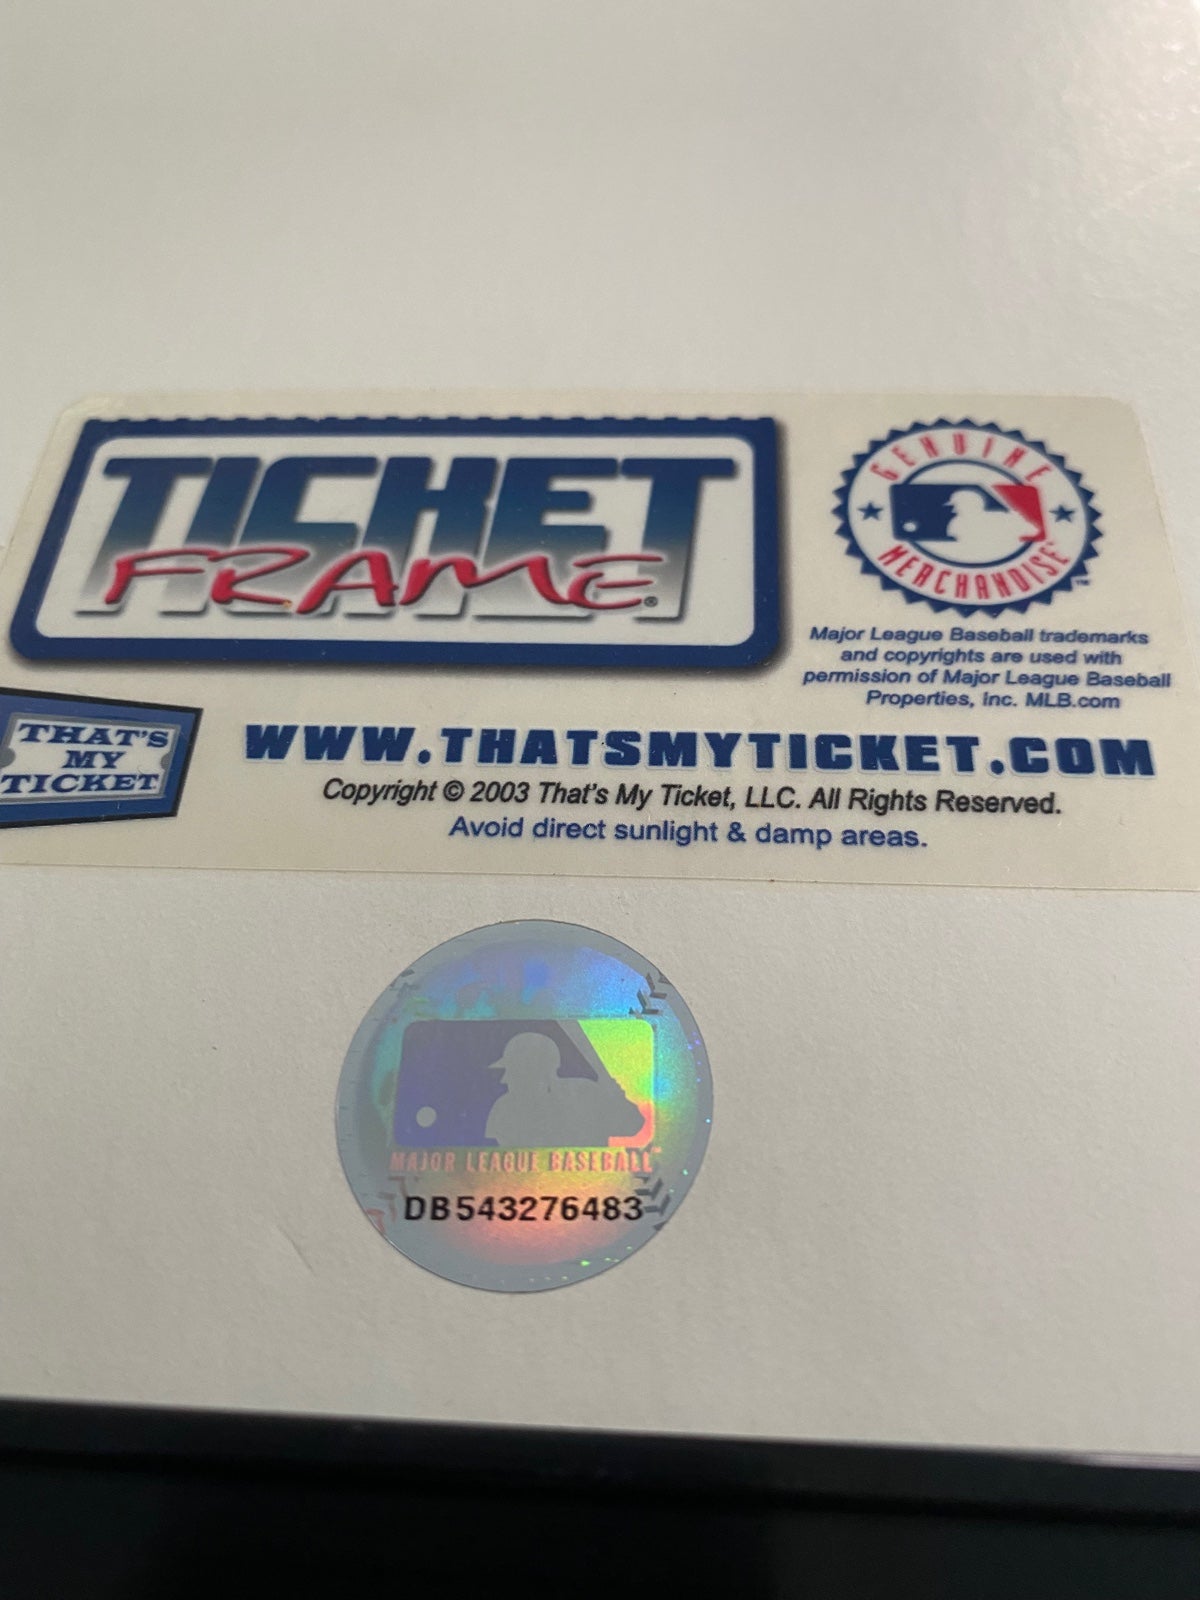 TICKET
FRAME®
GENUINE
MERCHANDISE™
Major League Baseball trademarks
and copyrights are used with
permission of Major League Baseball
Properties, Inc. MLB.com
THAT'S
MY
TICKET
WWW.THATSMYTICKET.COM
Copyright © 2003 That's My Ticket, LLC. All Rights Reserved.
Avoid direct sunlight & damp areas.
MAJOR LEAGUE BASEBALL™
DB543276483